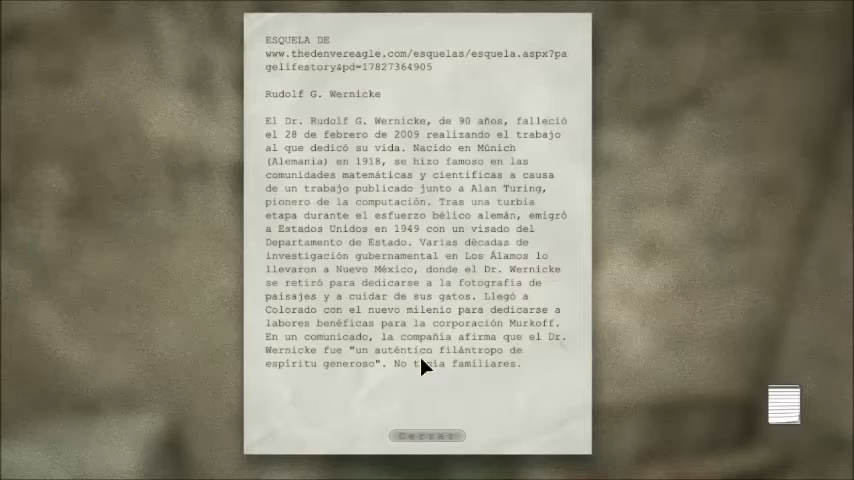 ESQUELA DE
www.thedenvereagle.com/esquelas/esquela.aspx?pa
gelifestory&pd=17827364905
Rudolf G. Wernicke
El Dr. Rudolf G. Wernicke, de 90 años, falleció
el 28 de febrero de 2009 realizando el trabajo
al que dedicó su vida. Nacido en Múnich
(Alemania) en 1918, se hizo famoso en las
comunidades matemáticas y científicas a causa
de un trabajo publicado junto a Alan Turing,
pionero de la computación. Tras una turbia
etapa durante el esfuerzo bélico alemán, emigró
a Estados Unidos en 1949 con un visado del
Departamento de Estado. Varias décadas de
investigación gubernamental en Los Álamos lo
llevaron a Nuevo México, donde el Dr. Wernicke
se retiró para dedicarse a la fotografía de
paisajes y a cuidar de sus gatos. Llegó a
Colorado con el nuevo milenio para dedicarse a
labores benéficas para la corporación Murkoff.
En un comunicado, la compañía afirma que el Dr.
Wernicke fue "un auténtico filántropo de
espíritu generoso". No tenía familiares.
Cerrar